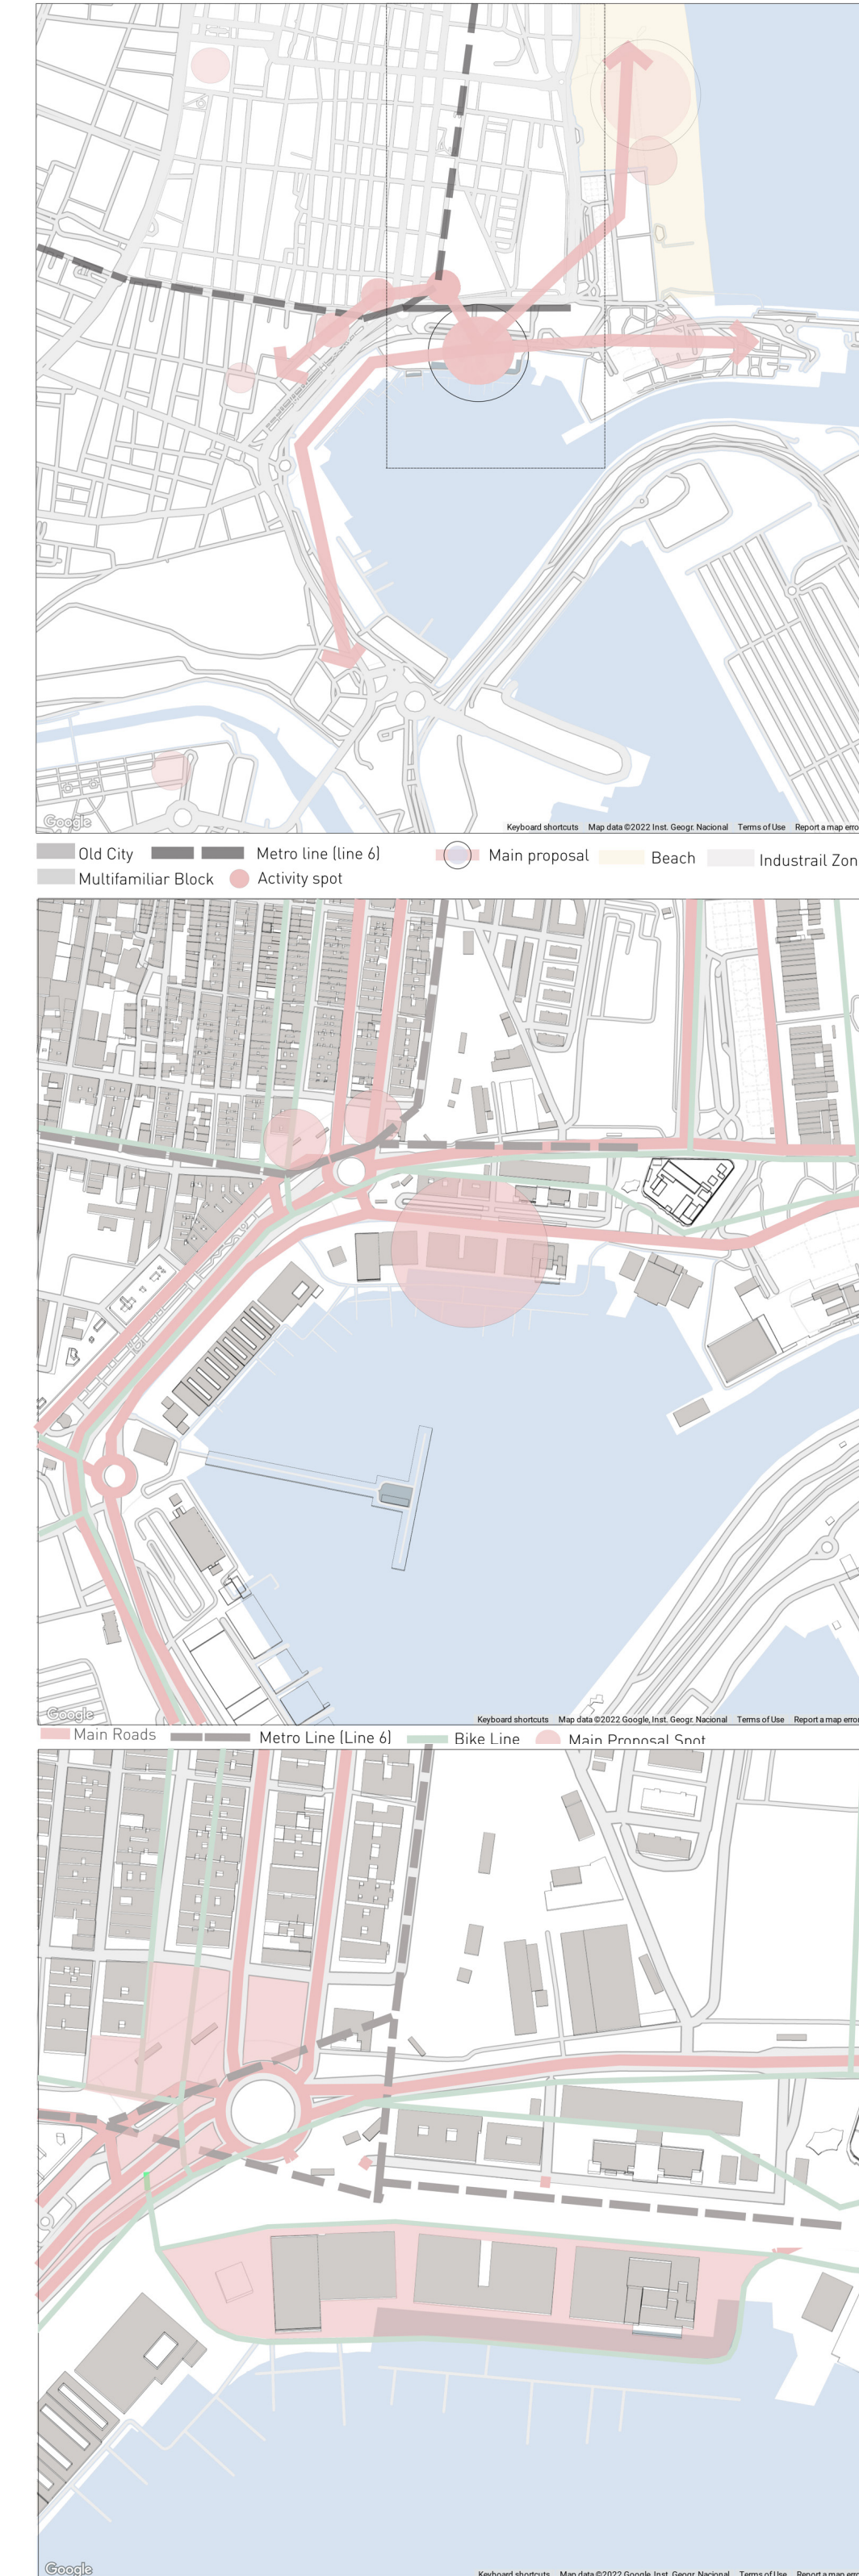 Google
Keyboard shortcuts Map data ©2022 Inst. Geogr. Nacional Terms of Use Report a map erro
Old City Metro line (line 6) Main proposal Beach Industrail Zon
Multifamiliar Block Activity spot
Google
Keyboard shortcuts Map data ©2022 Google, Inst. Geogr. Nacional Terms of Use Report a map erro
Main Roads Metro Line (Line 6) Bike Line Main Proposal Spot
Google
Keyboard shortcuts Map data ©2022 Google, Inst. Geogr. Nacional Terms of Use Report a map erro